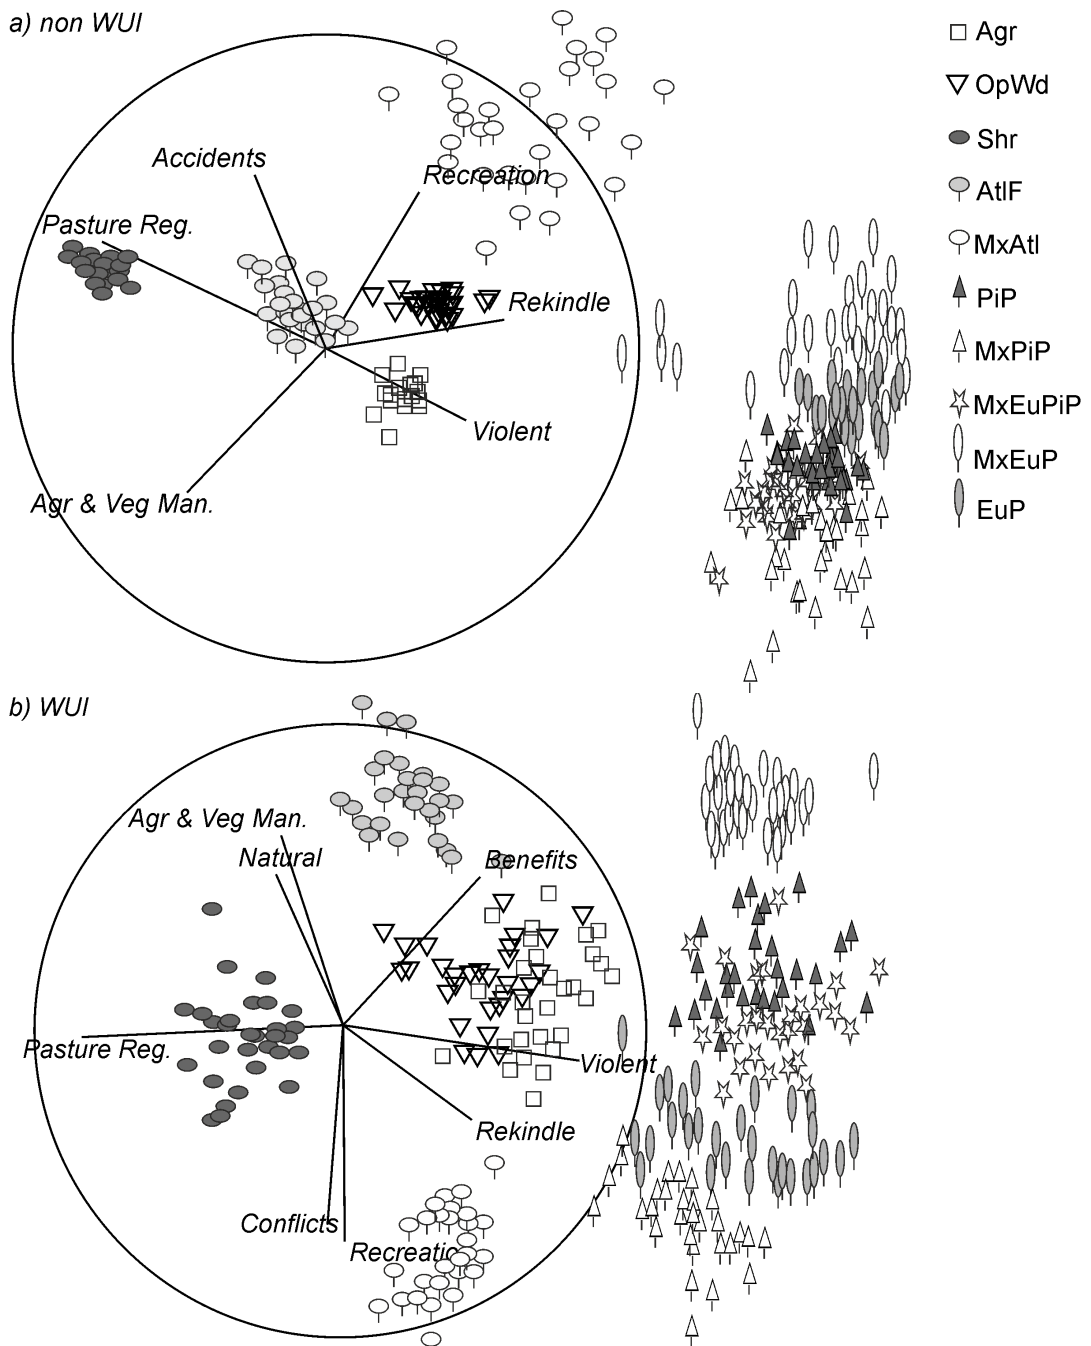 a) non WUI
Agr
OpWd
Shr
AtlF
MxAtl
PiP
MxPiP
MxEuPiP
MxEuP
EuP
Accidents
Recreation
Pasture Reg.
Rekindle
Violent
Agr & Veg Man.
b) WUI
Agr & Veg Man.
Natural
Benefits
Pasture Reg.
Violent
Rekindle
Conflicts
Recreatic